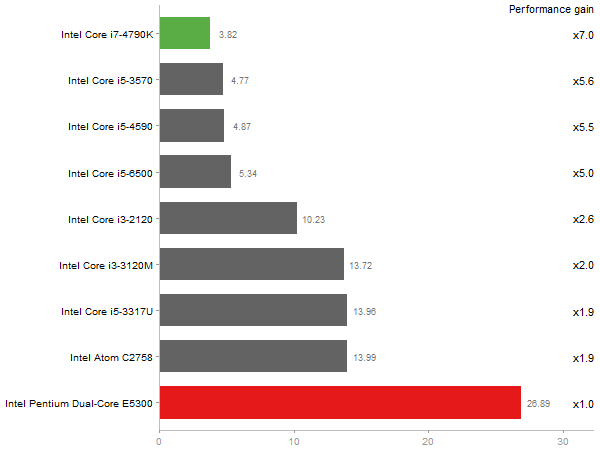 Performance gain
Intel Core i7-4790K 3.82 x7.0
Intel Core i5-3570 4.77 x5.6
Intel Core i5-4590 4.87 x5.5
Intel Core i5-6500 5.34 x5.0
Intel Core i3-2120 10.23 x2.6
Intel Core i3-3120M 13.72 x2.0
Intel Core i5-3317U 13.96 x1.9
Intel Atom C2758 13.99 x1.9
Intel Pentium Dual-Core E5300 26.89 x1.0
0 10 20 30